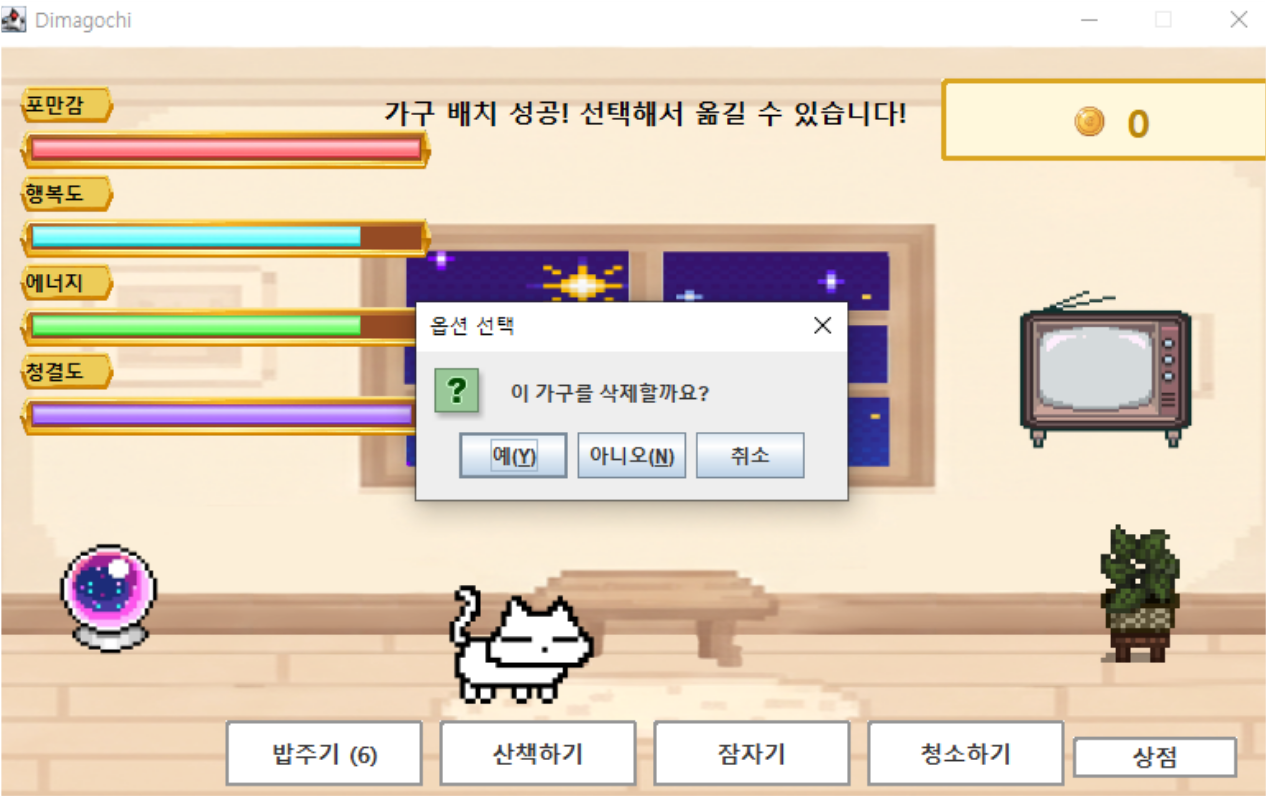 Dimagochi
포만감
가구 배치 성공! 선택해서 옮길 수 있습니다!
0
행복도
에너지
청결도
옵션 선택
?
이 가구를 삭제할까요?
예(Y)
아니오(N)
취소
밥주기 (6)
산책하기
잠자기
청소하기
상점